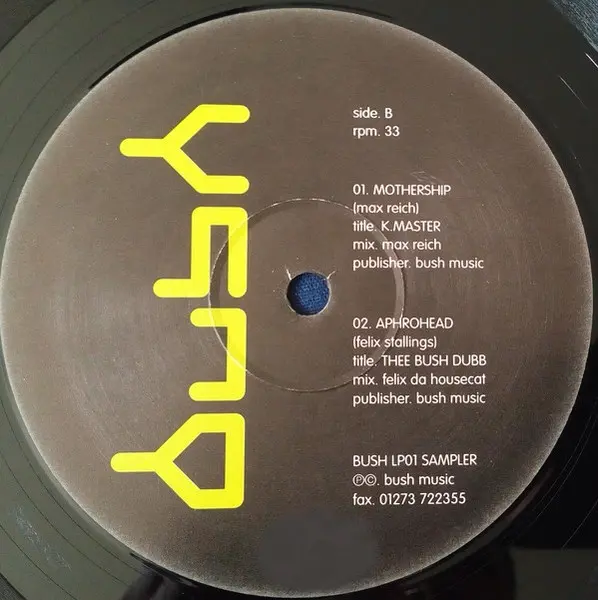 bush
side. B
rpm. 33
01. MOTHERSHIP
(max reich)
title. K.MASTER
mix. max reich
publisher. bush music
02. APHROHEAD
(felix stallings)
title. THEE BUSH DUBB
mix. felix da housecat
publisher. bush music
BUSH LP01 SAMPLER
℗©. bush music
fax. 01273 722355